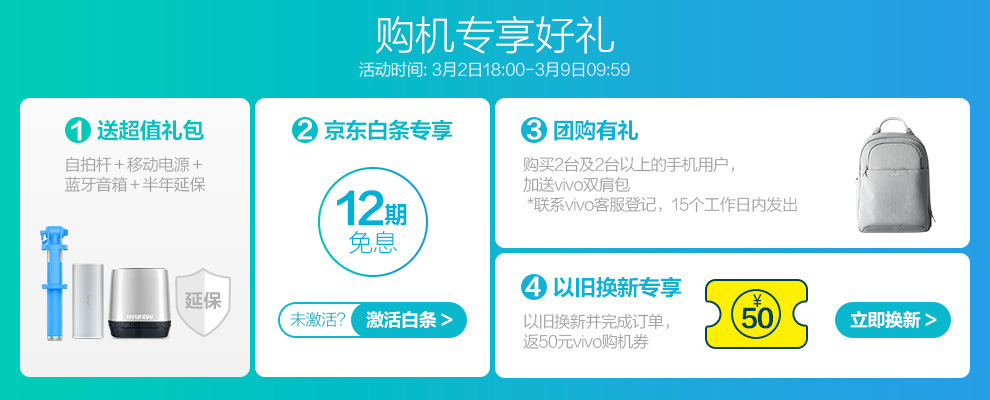 购机专享好礼
活动时间: 3月2日18:00-3月9日09:59
1 送超值礼包
自拍杆+移动电源+
蓝牙音箱+半年延保
HYUNDAI
延保
2 京东白条专享
12期
免息
未激活? 激活白条 >
3 团购有礼
购买2台及2台以上的手机用户，
加送vivo双肩包
*联系vivo客服登记，15个工作日内发出
4 以旧换新专享
以旧换新并完成订单，
返50元vivo购机券
¥
50
立即换新 >